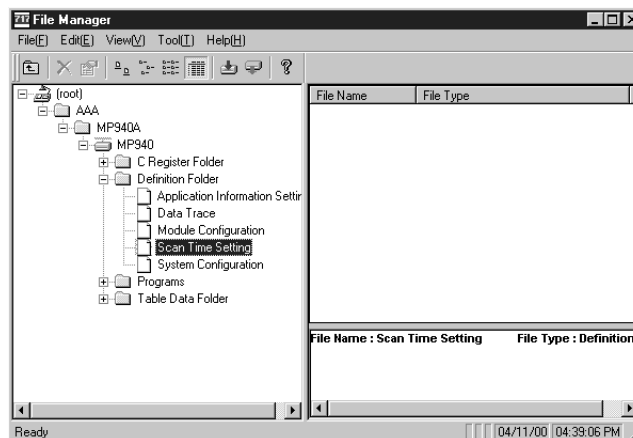 717 File Manager
File(F) Edit(E) View(V) Tool(T) Help(H)
(root)
AAA
MP940A
MP940
C Register Folder
Definition Folder
Application Information Settin
Data Trace
Module Configuration
Scan Time Setting
System Configuration
Programs
Table Data Folder
File Name File Type
File Name : Scan Time Setting File Type : Definition
Ready 04/11/00 04:39:06 PM